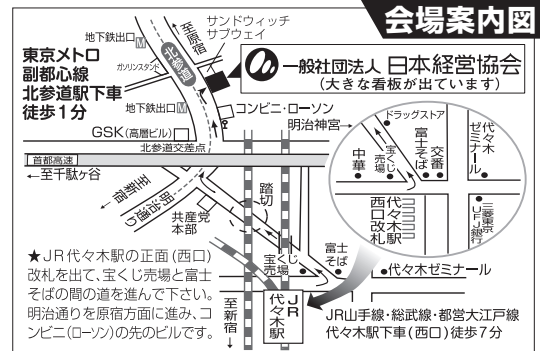 会場案内図
地下鉄出口M
サンドウィッチ
サブウェイ
至原宿
北参道
ガソリンスタンド
東京メトロ
副都心線
北参道駅下車
徒歩1分
一般社団法人 日本経営協会
(大きな看板が出ています)
地下鉄出口M
コンビニ・ローソン
明治神宮→
GSK(高層ビル)
北参道交差点
首都高速
←至千駄ヶ谷
至新宿
明治通り
共産党
本部
踏切
ドラッグストア
中華
宝くじ
売場
富士そば
交番
代々木
ゼミナール
代々木駅
西口改札
三菱東京
UFJ銀行
宝くじ
売場
富士
そば
代々木ゼミナール
★JR代々木駅の正面(西口)
改札を出て、宝くじ売場と富士
そばの間の道を進んで下さい。
明治通りを原宿方面に進み、コ
ンビニ(ローソン)の先のビルです。
至新宿
JR
代々木駅
JR山手線・総武線・都営大江戸線
代々木駅下車(西口)徒歩7分